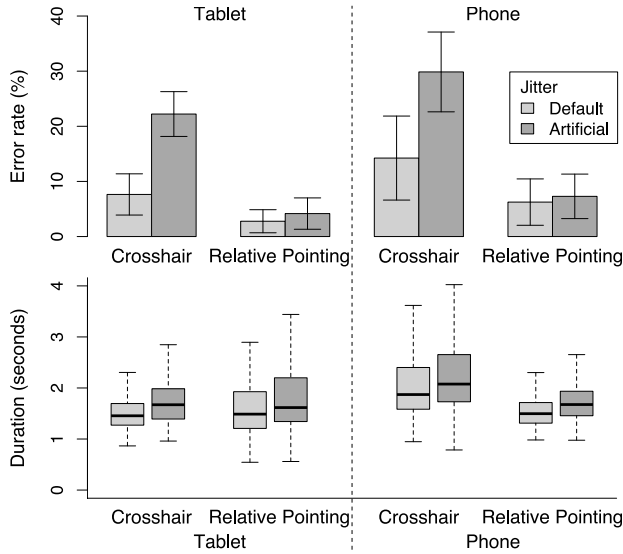 Tablet Phone
Error rate (%)
40
30
20
10
0
Jitter
Default
Artificial
Crosshair Relative Pointing Crosshair Relative Pointing
Duration (seconds)
4
3
2
1
0
Crosshair Relative Pointing Crosshair Relative Pointing
Tablet Phone